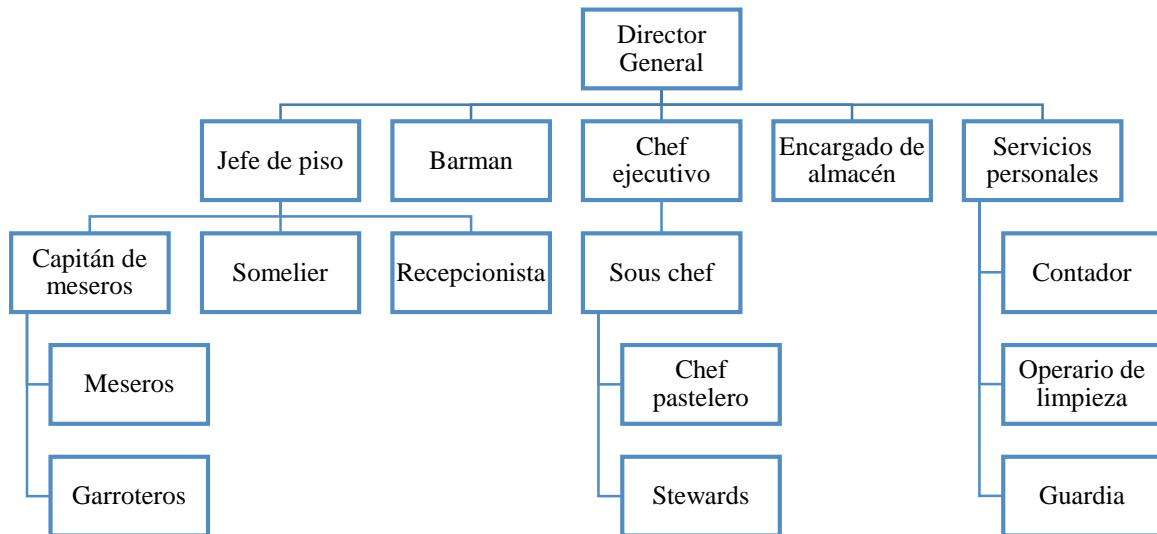 Director
General
Jefe de piso
Barman
Chef
ejecutivo
Encargado de
almacén
Servicios
personales
Capitán de
meseros
Somelier
Recepcionista
Sous chef
Contador
Meseros
Chef
pastelero
Operario de
limpieza
Garroteros
Stewards
Guardia